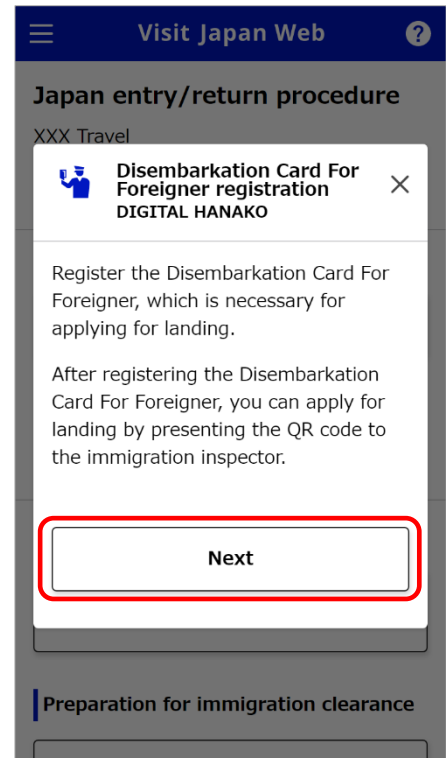 Visit Japan Web
?
Japan entry/return procedure
XXX Travel
Disembarkation Card For
Foreigner registration
DIGITAL HANAKO
Register the Disembarkation Card For
Foreigner, which is necessary for
applying for landing.
After registering the Disembarkation
Card For Foreigner, you can apply for
landing by presenting the QR code to
the immigration inspector.
Next
Preparation for immigration clearance